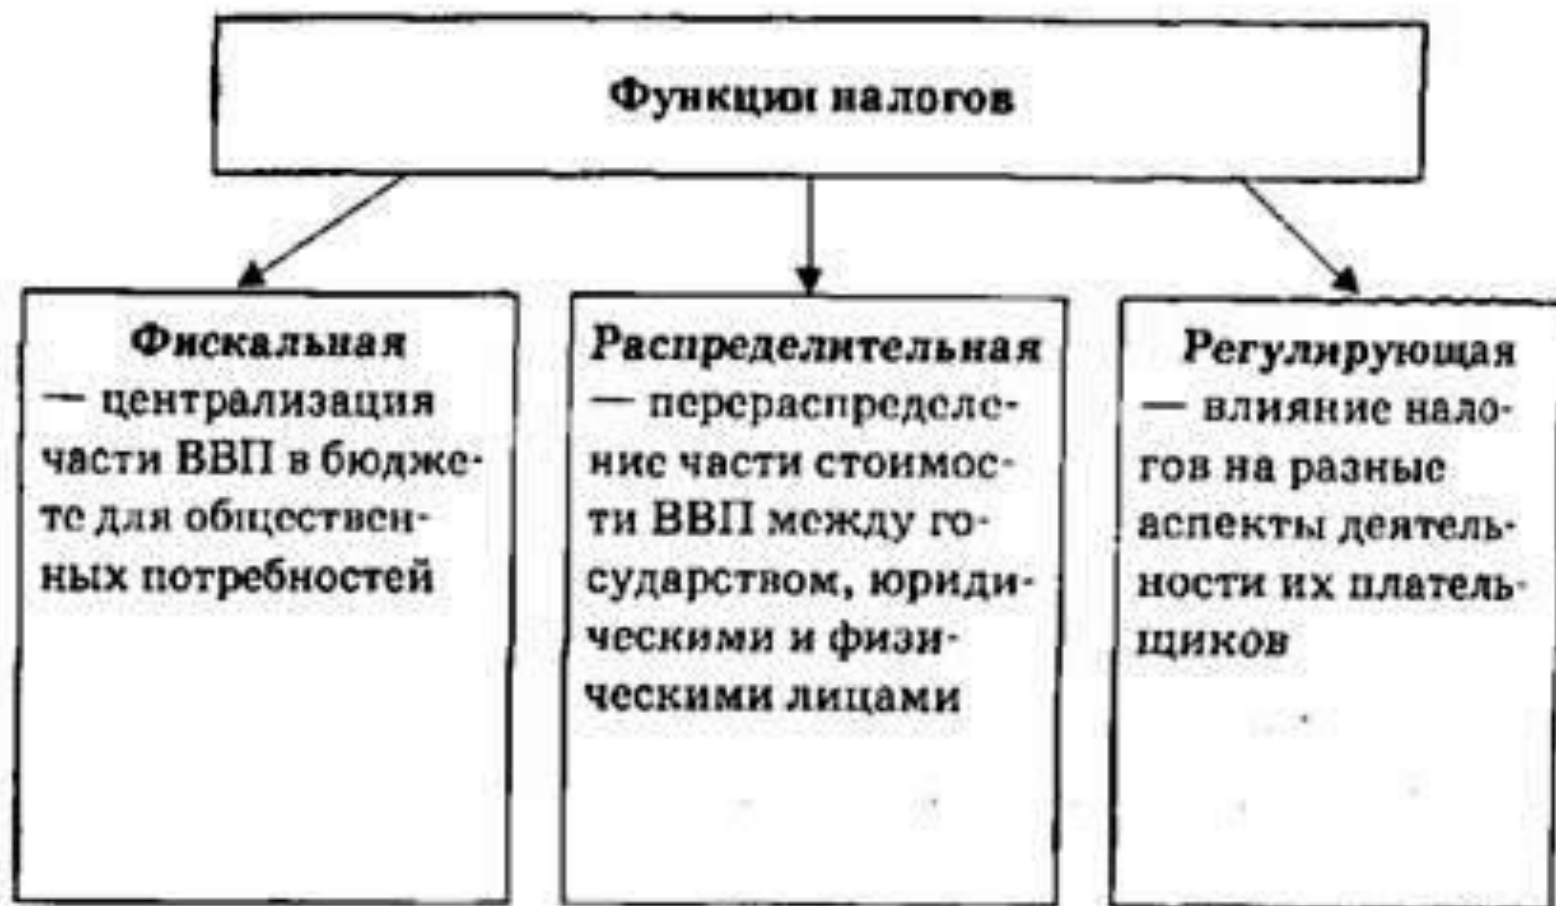 Функции налогов
Фискальная
— централизация
части ВВП в бюдже-
те для обществен-
ных потребностей
Распределительная
— перераспределе-
ние части стоимос-
ти ВВП между го-
сударством, юриди-
ческими и физи-
ческими лицами
Регулирующая
— влияние нало-
гов на разные
аспекты деятель-
ности их платель-
щиков